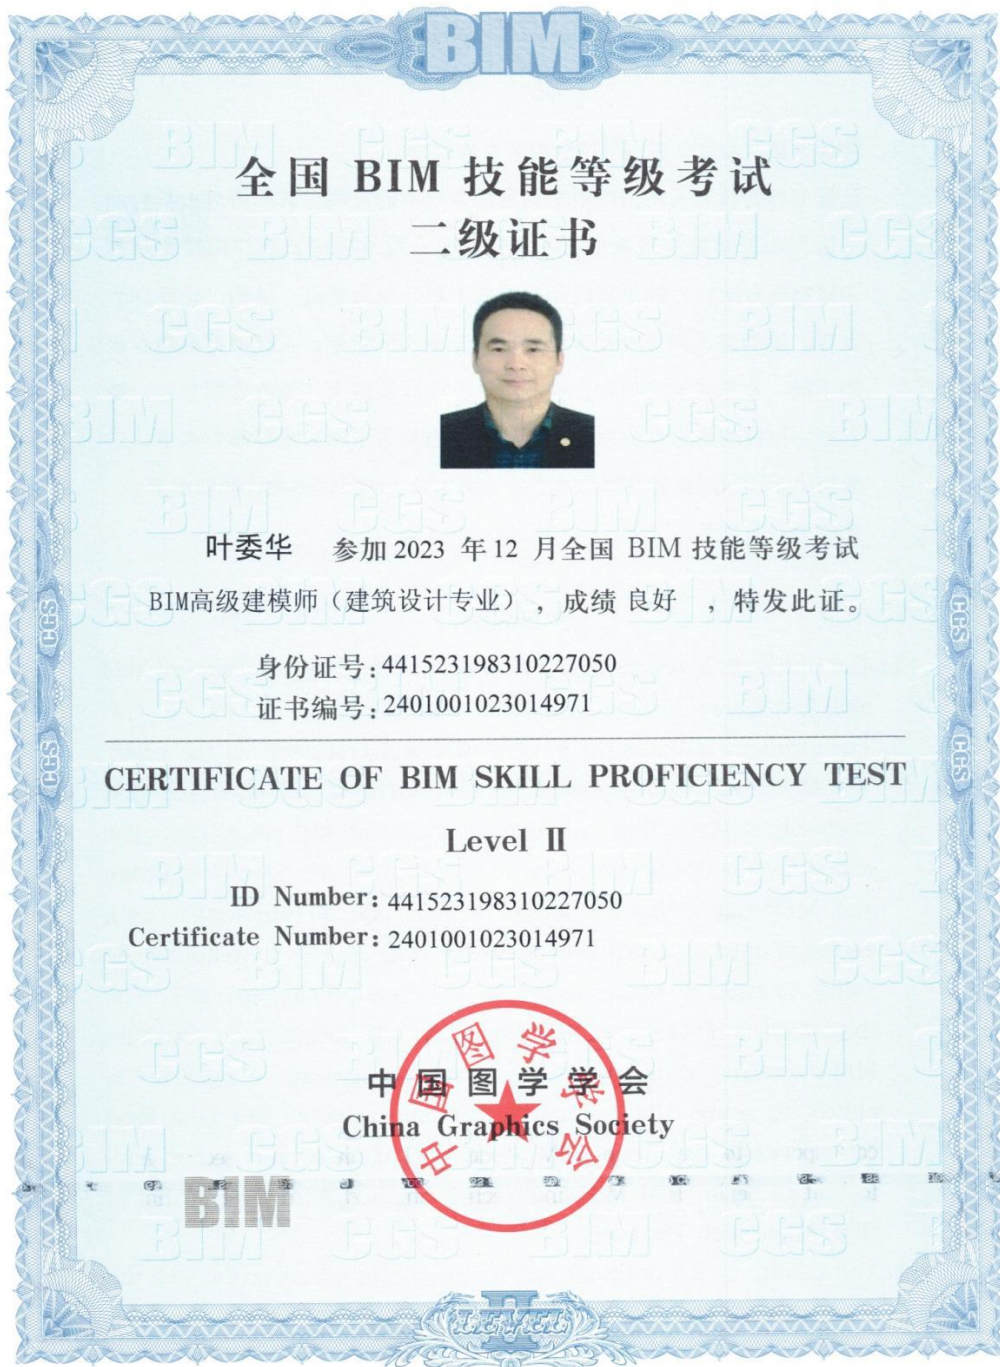 BIM
全国 BIM 技能等级考试
二级证书
叶委华 参加 2023 年 12 月全国 BIM 技能等级考试
BIM高级建模师（建筑设计专业），成绩 良好 ，特发此证。
身份证号:441523198310227050
证书编号:2401001023014971
CERTIFICATE OF BIM SKILL PROFICIENCY TEST
Level Ⅱ
ID Number: 441523198310227050
Certificate Number: 2401001023014971
中国图学学会
中国图学学会
China Graphics Society
BIM
CGS
CGS
CGS
CGS